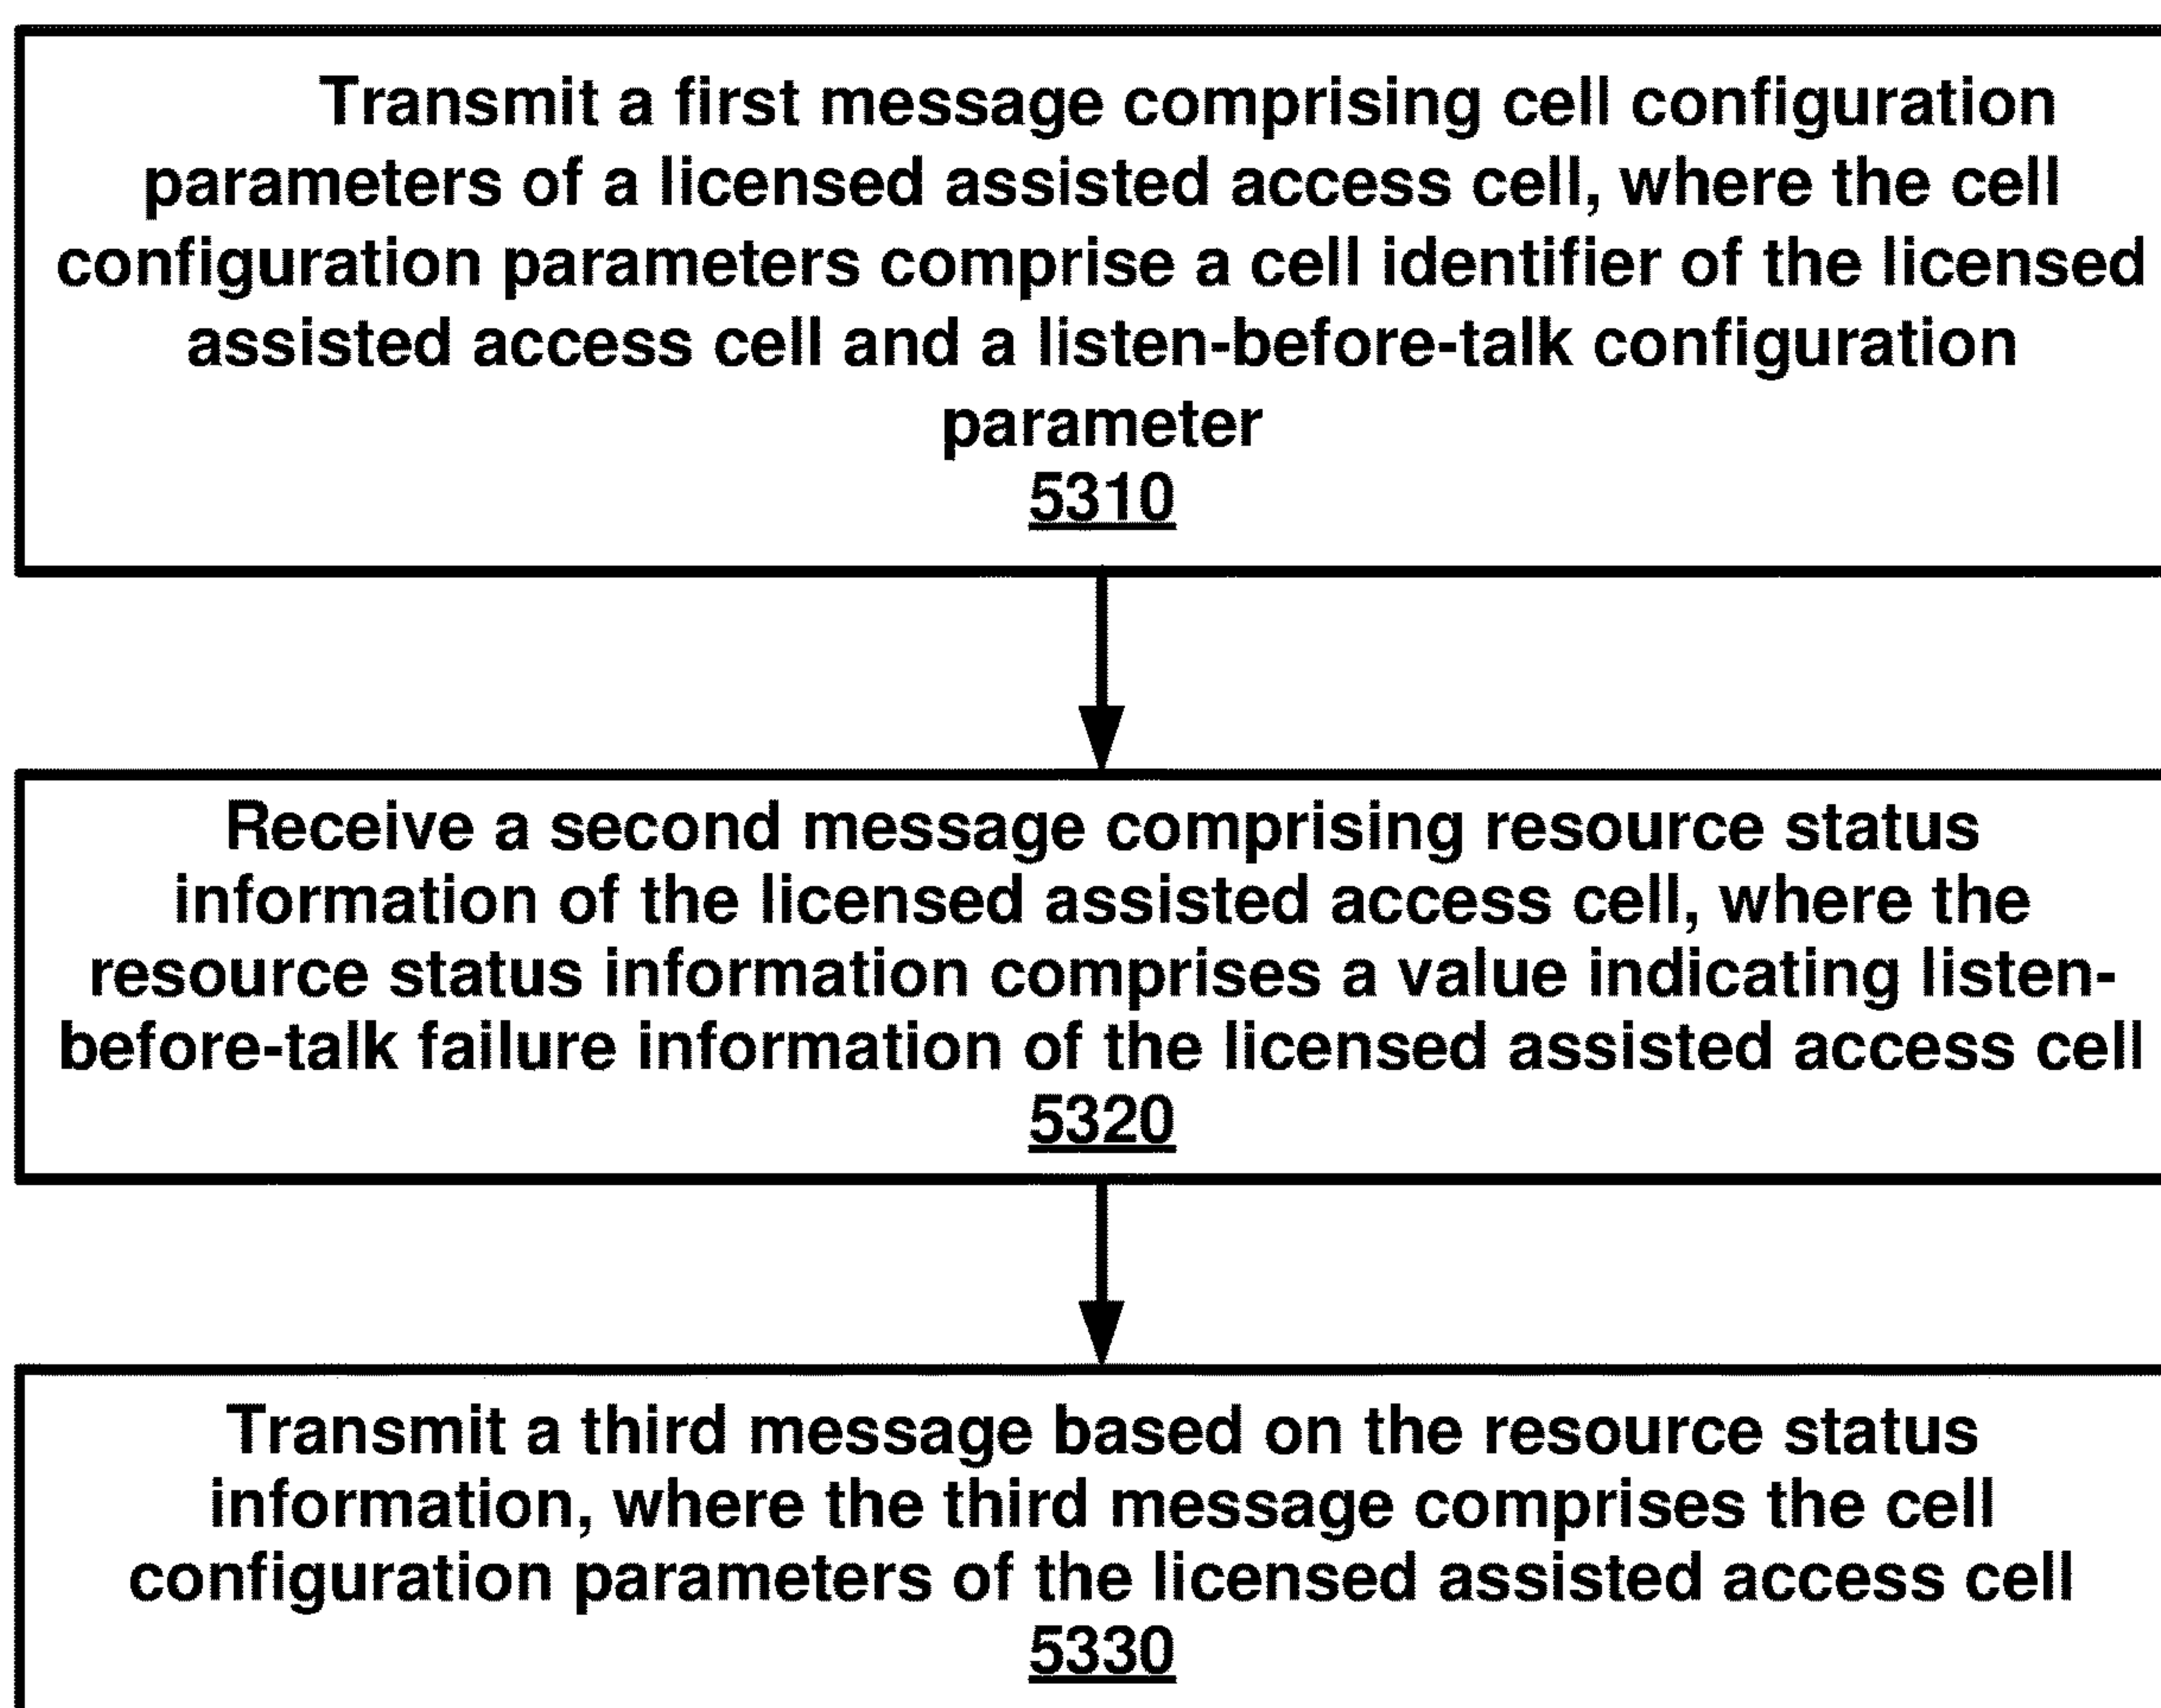 Transmit a first message comprising cell configuration
parameters of a licensed assisted access cell, where the cell
configuration parameters comprise a cell identifier of the licensed
assisted access cell and a listen-before-talk configuration
parameter
5310
Receive a second message comprising resource status
information of the licensed assisted access cell, where the
resource status information comprises a value indicating listen-
before-talk failure information of the licensed assisted access cell
5320
Transmit a third message based on the resource status
information, where the third message comprises the cell
configuration parameters of the licensed assisted access cell
5330